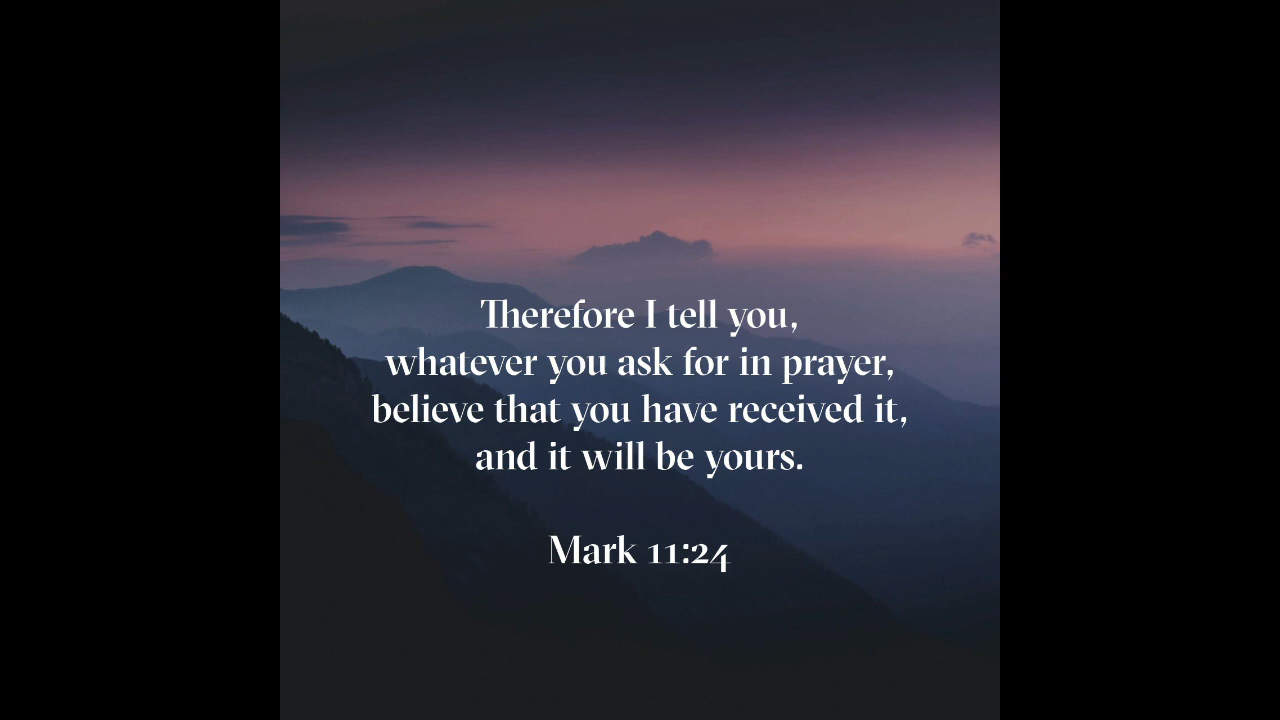 Therefore I tell you,
whatever you ask for in prayer,
believe that you have received it,
and it will be yours.
Mark 11:24